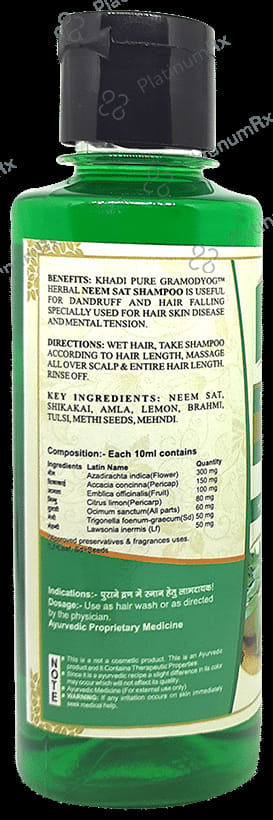 BENEFITS: KHADI PURE GRAMODYOG™
HERBAL NEEM SAT SHAMPOO IS USEFUL
FOR DANDRUFF AND HAIR FALLING
SPECIALLY USED FOR HAIR SKIN DISEASE
AND MENTAL TENSION.
DIRECTIONS: WET HAIR, TAKE SHAMPOO
ACCORDING TO HAIR LENGTH, MASSAGE
ALL OVER SCALP & ENTIRE HAIR LENGTH.
RINSE OFF.
KEY INGREDIENTS: NEEM SAT,
SHIKAKAI, AMLA, LEMON, BRAHMI,
TULSI, METHI SEEDS, MEHNDI.
Composition:- Each 10ml contains
Ingredients Latin Name Quantity
Azadirachta indica(Flower) 300 mg
Accacia concinna(Pericap) 150 mg
Emblica officinalis(Fruit) 100 mg
Citrus limon(Pericarp) 80 mg
Ocimum sanctum(All parts) 60 mg
Trigonella foenum-graecum(Sd) 50 mg
Lawsonia inermis (Lf) 50 mg
Approved preservatives & fragrances used.
Indications:- पुराने व्रण में स्नान हेतु लाभदायक।
Dosage:- Use as hair wash or as directed
by the physician.
Ayurvedic Proprietary Medicine
NOTE
This is a not a cosmetic product. This is an Ayurvedic
product and It Contains Therapeutic Properties
Since it is a ayurvedic recipe a slight difference in its color
may occur which will not affect its quality.
Ayurvedic Medicine (For external use only)
WARNING: If any irritation occurs on skin immediately
seek medical help.
PlatinumRx